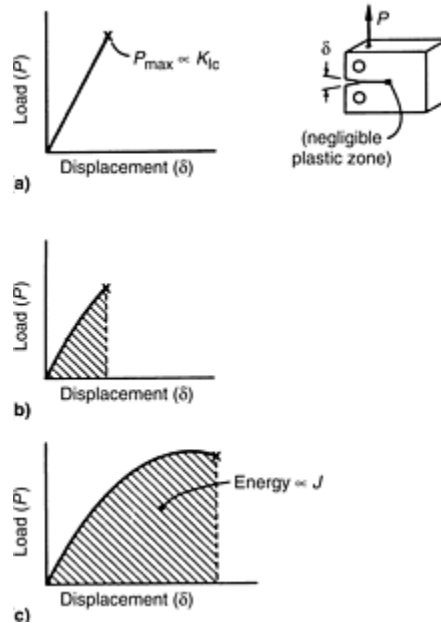 Load (P)
P_max ∝ K_Ic
Displacement (δ)
a)
P
δ
(negligible
plastic zone)
Load (P)
Displacement (δ)
b)
Load (P)
Energy ∝ J
Displacement (δ)
c)